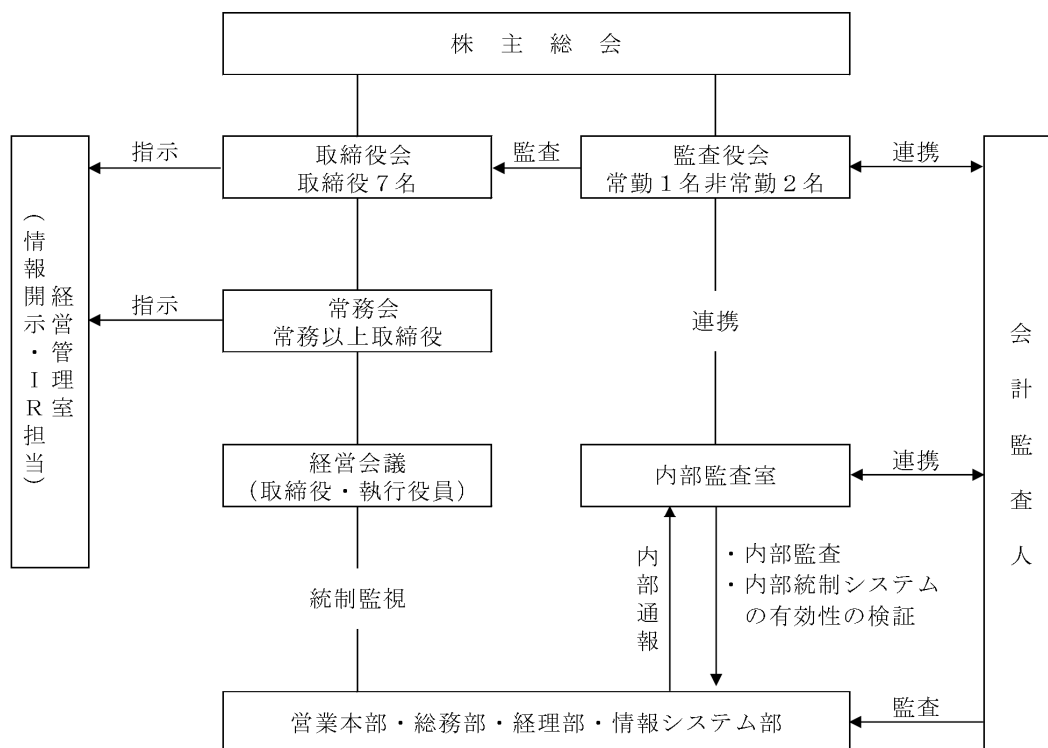 株主総会
指示
取締役会
取締役７名
監査
監査役会
常勤１名非常勤２名
連携
経営管理室
（情報開示・ＩＲ担当）
指示
常務会
常務以上取締役
連携
会計監査人
経営会議
（取締役・執行役員）
内部監査室
連携
統制監視
内部通報
・内部監査
・内部統制システム
の有効性の検証
営業本部・総務部・経理部・情報システム部
監査